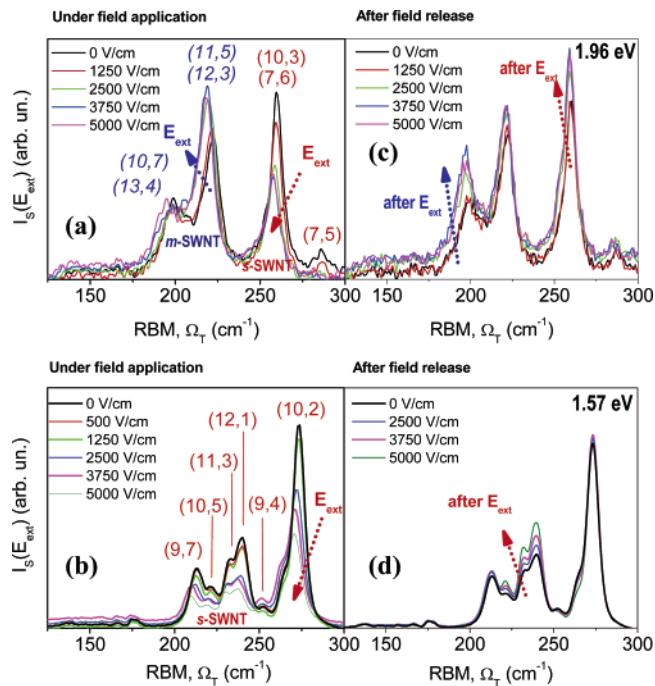 Under field application
0 V/cm
1250 V/cm
2500 V/cm
3750 V/cm
5000 V/cm
(11,5)
(12,3)
(10,3)
(7,6)
E_ext
E_ext
(10,7)
(13,4)
(a)
m-SWNT
s-SWNT
(7,5)
I_S(E_ext) (arb. un.)
150 200 250 300
RBM, Ω_T (cm⁻¹)
After field release
0 V/cm
1250 V/cm
2500 V/cm
3750 V/cm
5000 V/cm
1.96 eV
after E_ext
(c)
after E_ext
150 200 250 300
RBM, Ω_T (cm⁻¹)
Under field application
0 V/cm
500 V/cm
1250 V/cm
2500 V/cm
3750 V/cm
5000 V/cm
(12,1)
(10,2)
(11,3)
(10,5)
(9,4)
(9,7)
E_ext
(b)
s-SWNT
I_S(E_ext) (arb. un.)
150 200 250 300
RBM, Ω_T (cm⁻¹)
After field release
0 V/cm
2500 V/cm
3750 V/cm
5000 V/cm
1.57 eV
after E_ext
(d)
150 200 250 300
RBM, Ω_T (cm⁻¹)